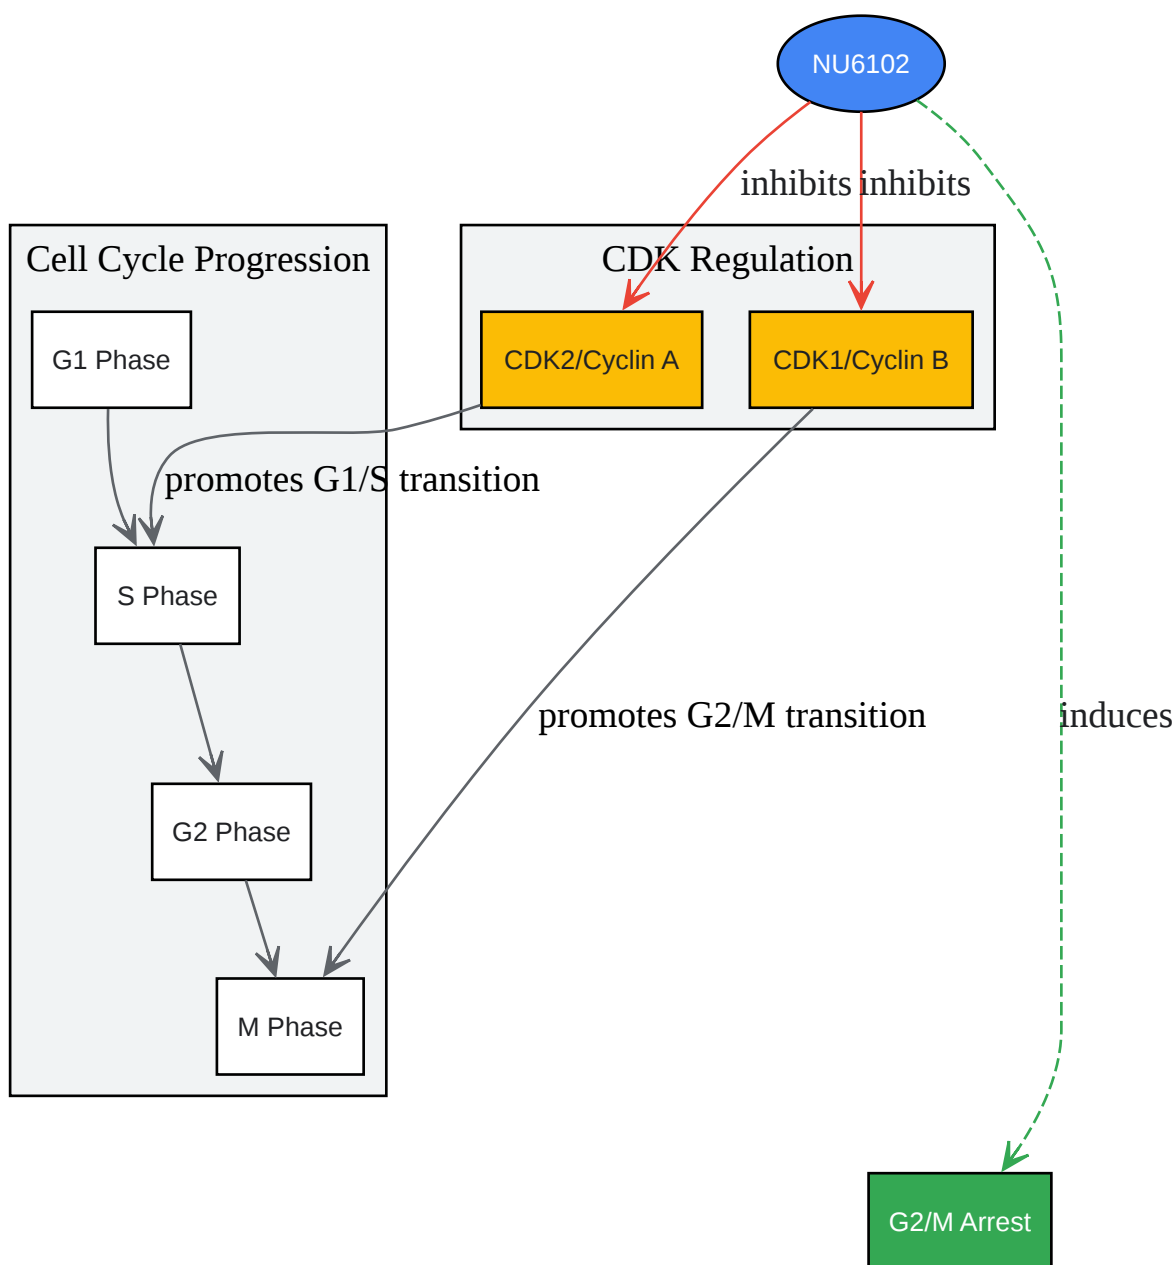 NU6102
inhibits
inhibits
Cell Cycle Progression
CDK Regulation
G1 Phase
CDK2/Cyclin A
CDK1/Cyclin B
promotes G1/S transition
S Phase
promotes G2/M transition
induces
G2 Phase
M Phase
G2/M Arrest